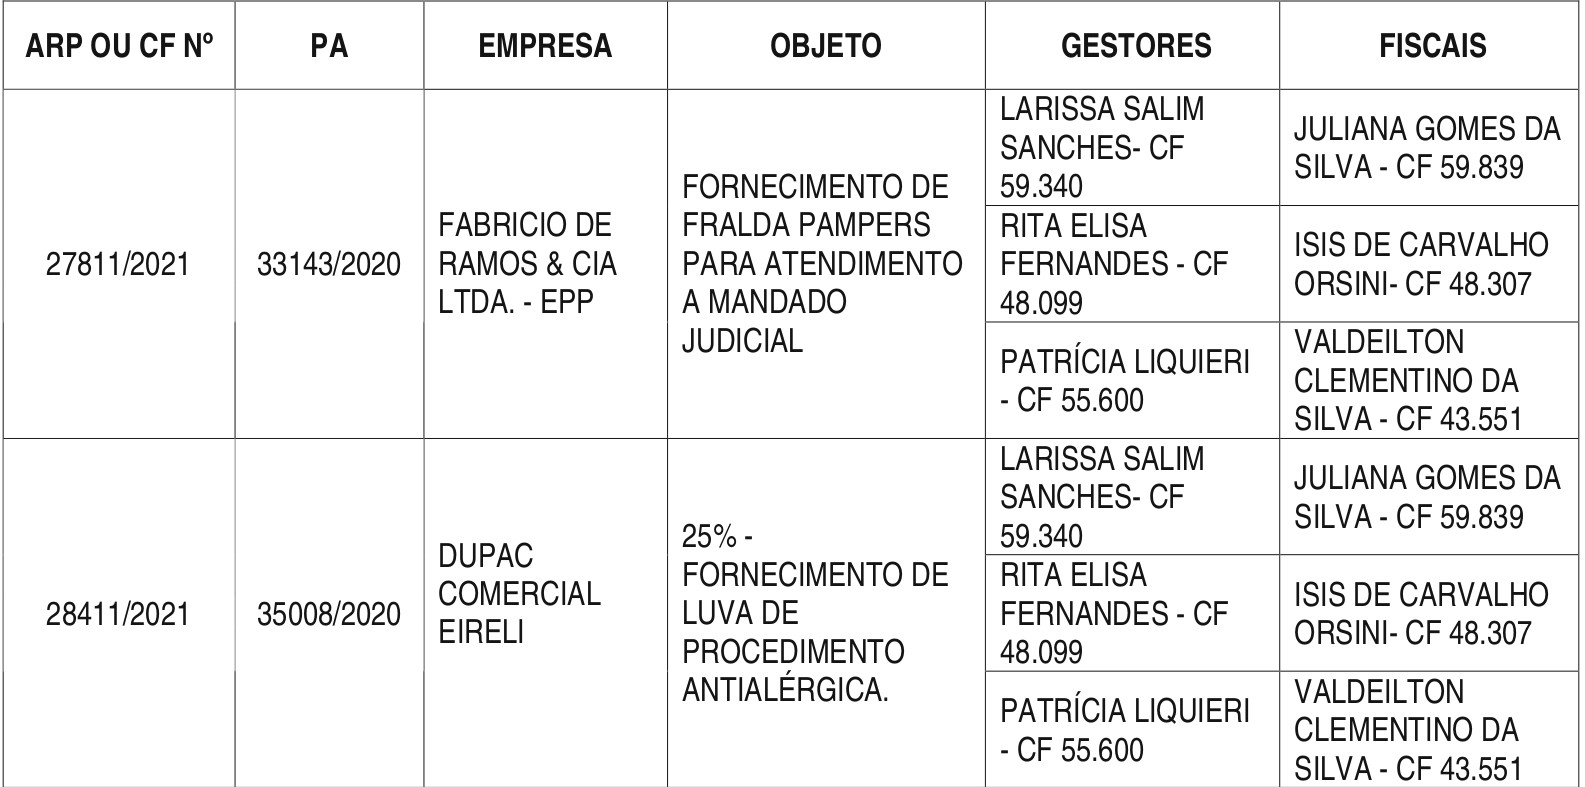 ARP OU CF Nº
PA
EMPRESA
OBJETO
GESTORES
FISCAIS
27811/2021
33143/2020
FABRICIO DE
RAMOS & CIA
LTDA. - EPP
FORNECIMENTO DE
FRALDA PAMPERS
PARA ATENDIMENTO
A MANDADO
JUDICIAL
LARISSA SALIM
SANCHES- CF
59.340
JULIANA GOMES DA
SILVA - CF 59.839
RITA ELISA
FERNANDES - CF
48.099
ISIS DE CARVALHO
ORSINI- CF 48.307
PATRÍCIA LIQUIERI
- CF 55.600
VALDEILTON
CLEMENTINO DA
SILVA - CF 43.551
28411/2021
35008/2020
DUPAC
COMERCIAL
EIRELI
25% -
FORNECIMENTO DE
LUVA DE
PROCEDIMENTO
ANTIALÉRGICA.
LARISSA SALIM
SANCHES- CF
59.340
JULIANA GOMES DA
SILVA - CF 59.839
RITA ELISA
FERNANDES - CF
48.099
ISIS DE CARVALHO
ORSINI- CF 48.307
PATRÍCIA LIQUIERI
- CF 55.600
VALDEILTON
CLEMENTINO DA
SILVA - CF 43.551